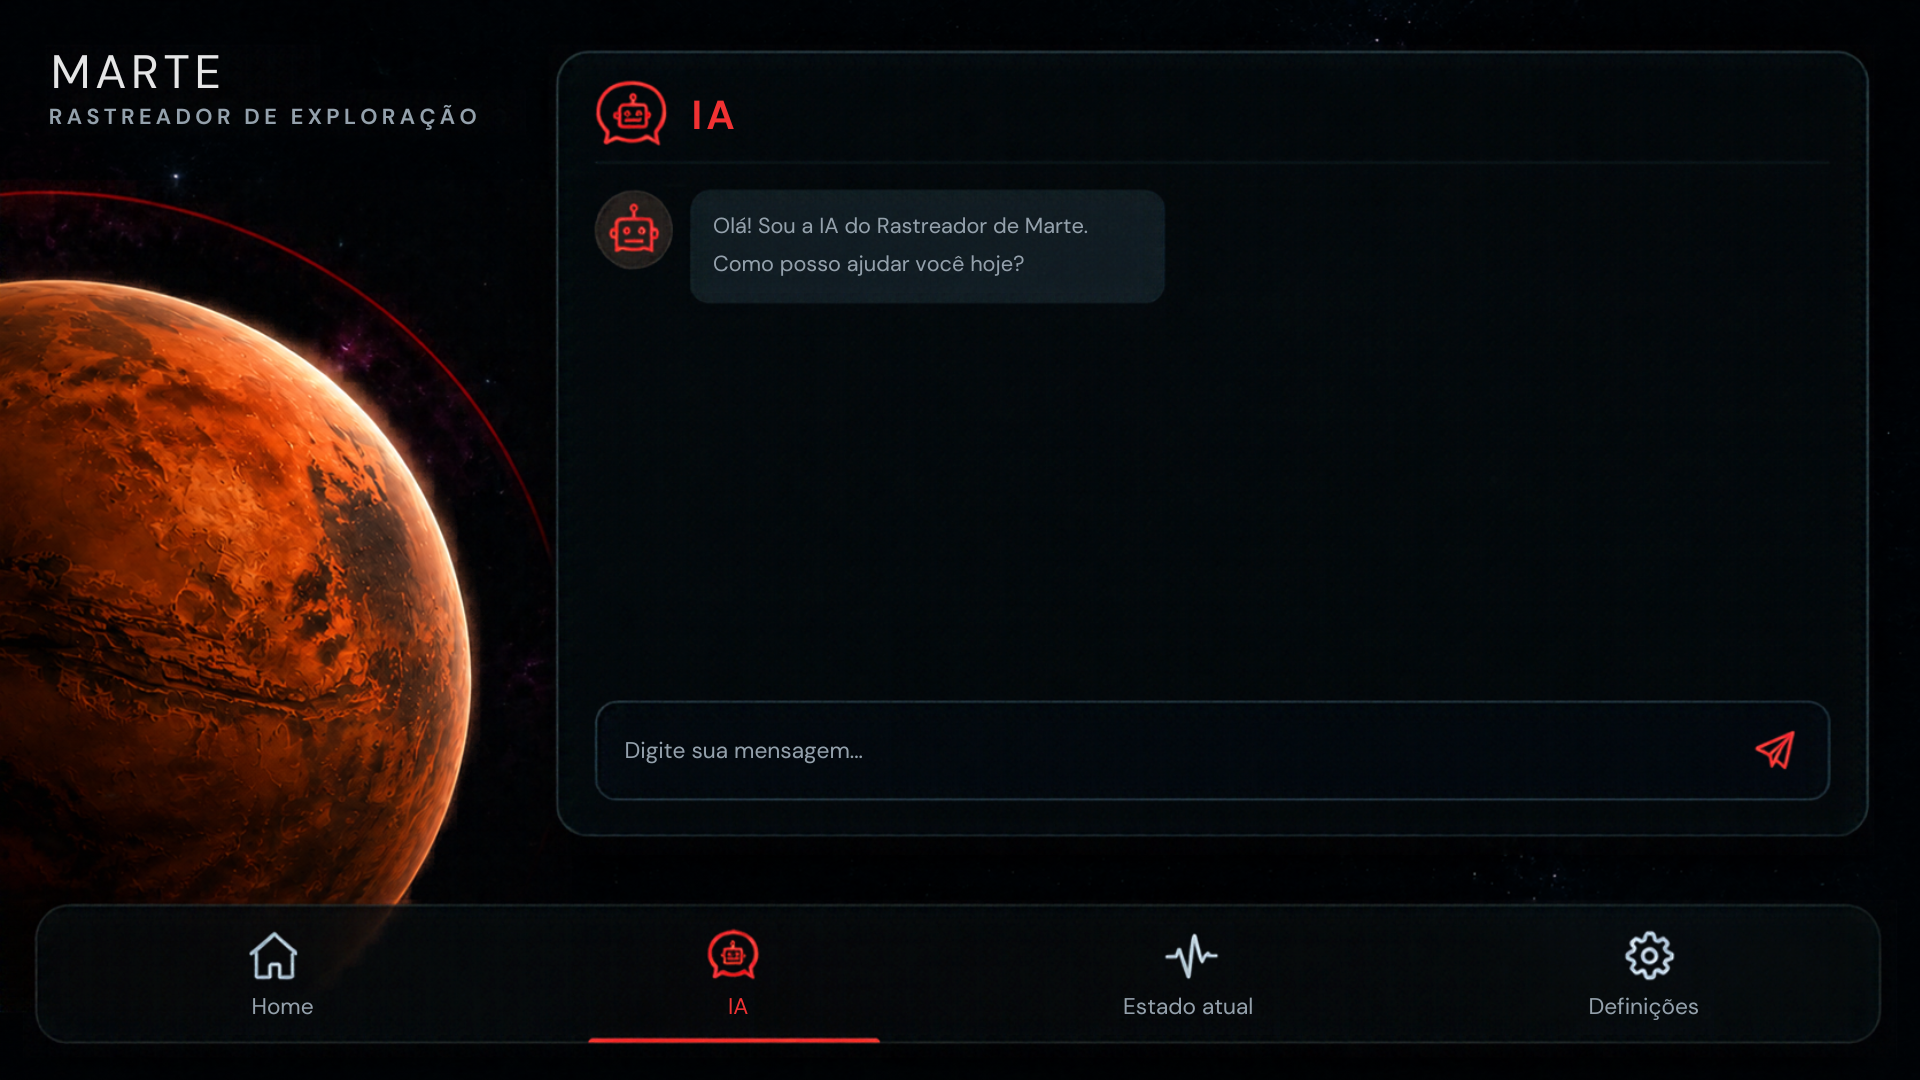 MARTE
RASTREADOR DE EXPLORAÇÃO
IA
Olá! Sou a IA do Rastreador de Marte.
Como posso ajudar você hoje?
Digite sua mensagem...
Home
IA
Estado atual
Definições